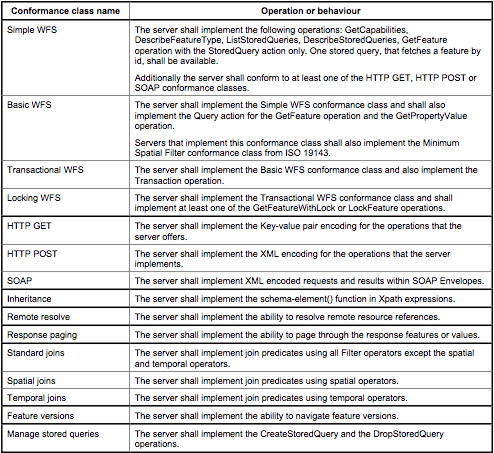 Conformance class name Operation or behaviour
Simple WFS The server shall implement the following operations: GetCapabilities,
DescribeFeatureType, ListStoredQueries, DescribeStoredQueries, GetFeature
operation with the StoredQuery action only. One stored query, that fetches a feature by
id, shall be available.
Additionally the server shall conform to at least one of the HTTP GET, HTTP POST or
SOAP conformance classes.
Basic WFS The server shall implement the Simple WFS conformance class and shall also
implement the Query action for the GetFeature operation and the GetPropertyValue
operation.
Servers that implement this conformance class shall also implement the Minimum
Spatial Filter conformance class from ISO 19143.
Transactional WFS The server shall implement the Basic WFS conformance class and also implement the
Transaction operation.
Locking WFS The server shall implement the Transactional WFS conformance class and shall
implement at least one of the GetFeatureWithLock or LockFeature operations.
HTTP GET The server shall implement the Key-value pair encoding for the operations that the
server offers.
HTTP POST The server shall implement the XML encoding for the operations that the server
implements.
SOAP The server shall implement XML encoded requests and results within SOAP Envelopes.
Inheritance The server shall implement the schema-element() function in Xpath expressions.
Remote resolve The server shall implement the ability to resolve remote resource references.
Response paging The server shall implement the ability to page through the response features or values.
Standard joins The server shall implement join predicates using all Filter operators except the spatial
and temporal operators.
Spatial joins The server shall implement join predicates using spatial operators.
Temporal joins The server shall implement join predicates using temporal operators.
Feature versions The server shall implement the ability to navigate feature versions.
Manage stored queries The server shall implement the CreateStoredQuery and the DropStoredQuery
operations.